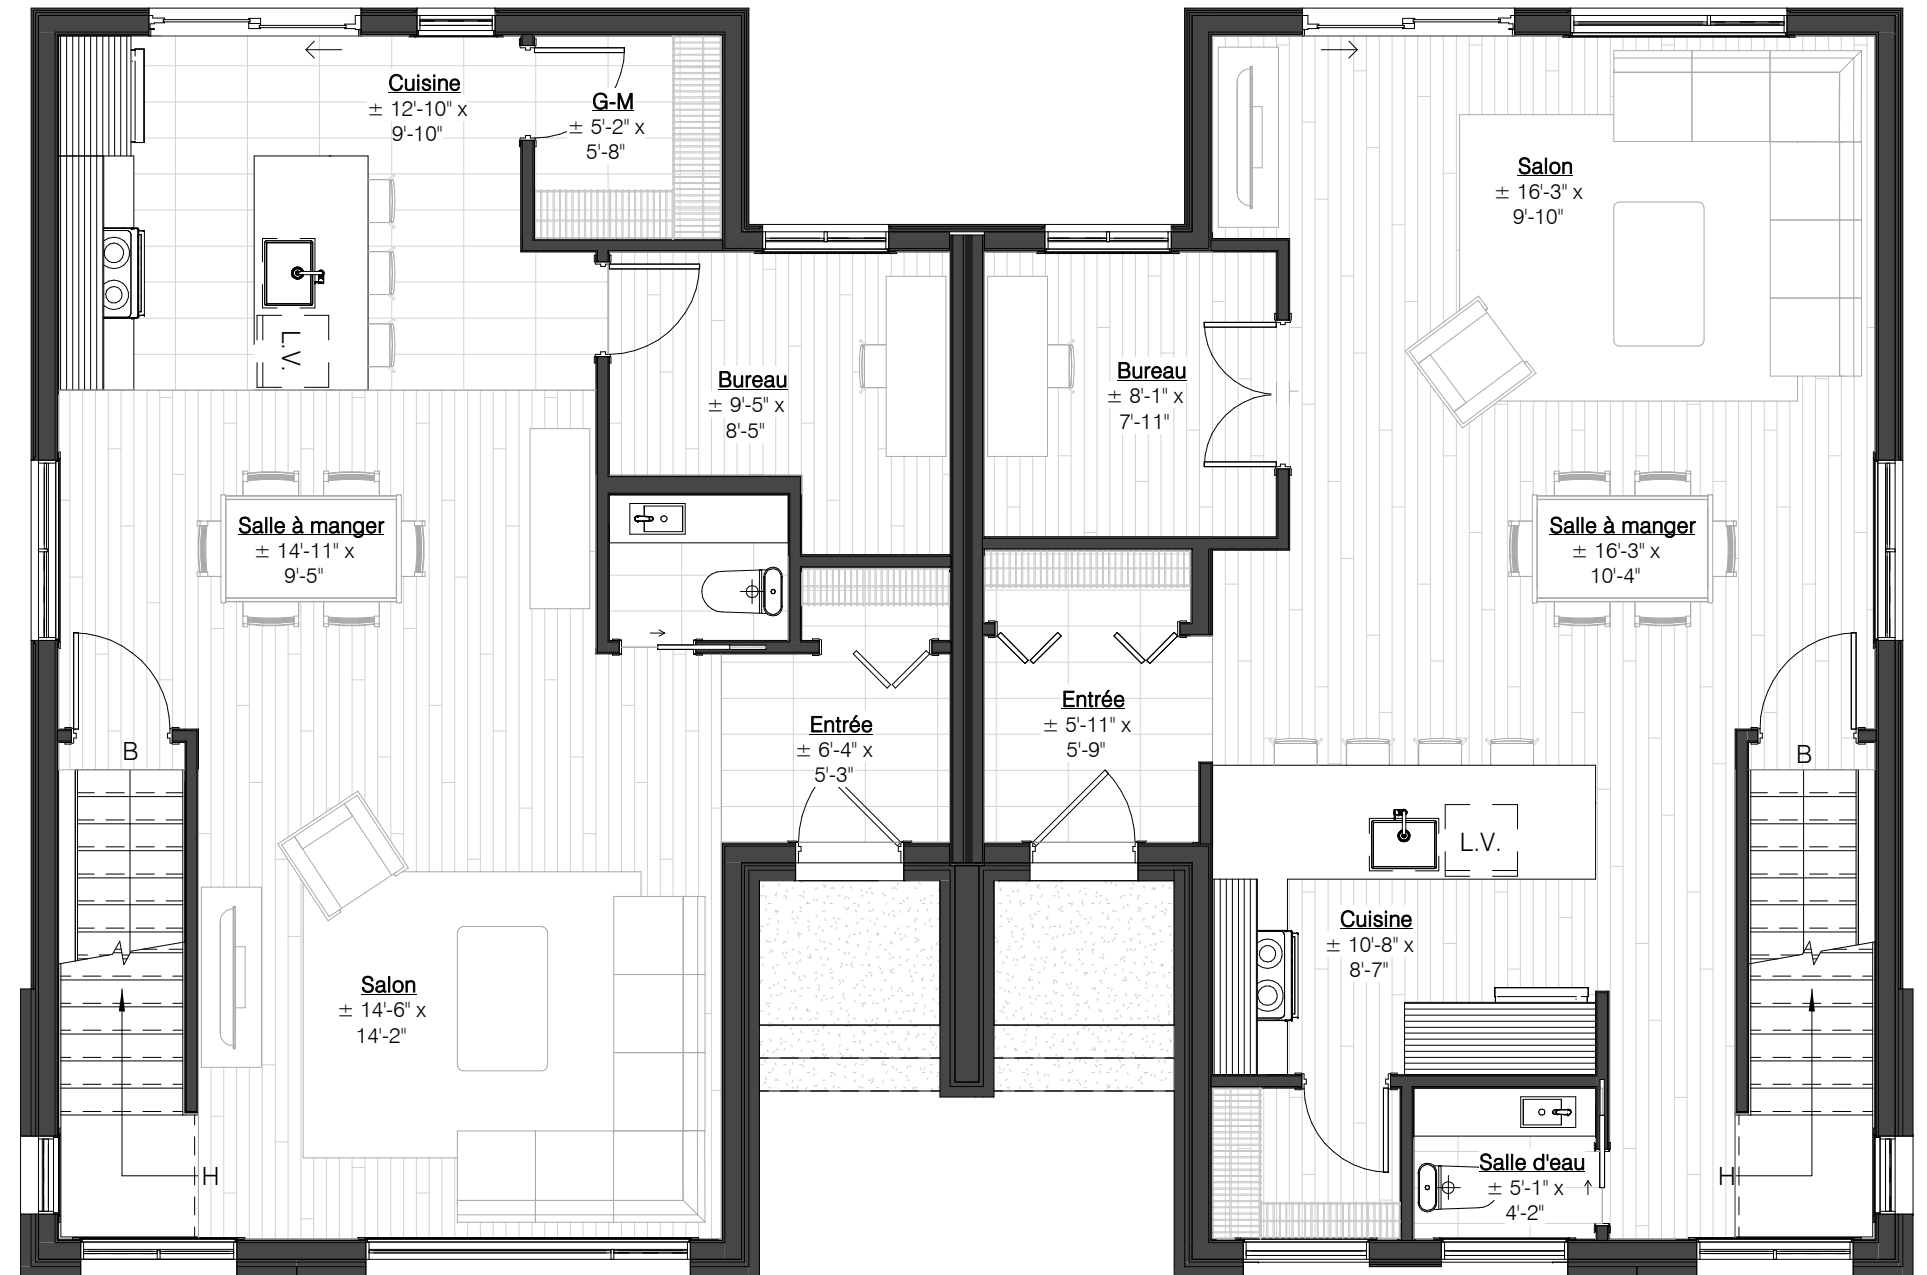 Cuisine
± 12'-10" x
9'-10"
G-M
± 5'-2" x
5'-8"
L.V.
Bureau
± 9'-5" x
8'-5"
Salle à manger
± 14'-11" x
9'-5"
B
Entrée
± 6'-4" x
5'-3"
Salon
± 14'-6" x
14'-2"
H
Salon
± 16'-3" x
9'-10"
Bureau
± 8'-1" x
7'-11"
Salle à manger
± 16'-3" x
10'-4"
Entrée
± 5'-11" x
5'-9"
B
L.V.
Cuisine
± 10'-8" x
8'-7"
Salle d'eau
± 5'-1" x
4'-2"
H